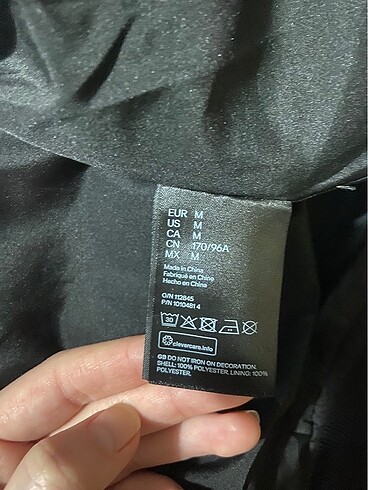 EUR M
US M
CA M
CN 170/96A
MX M
Made in China
Fabriqué en Chine
Hecho en China
G/N 112845
P/N 1010481 4
30
clevercare.info
GB DO NOT IRON ON DECORATION.
SHELL: 100% POLYESTER. LINING: 100%
POLYESTER.